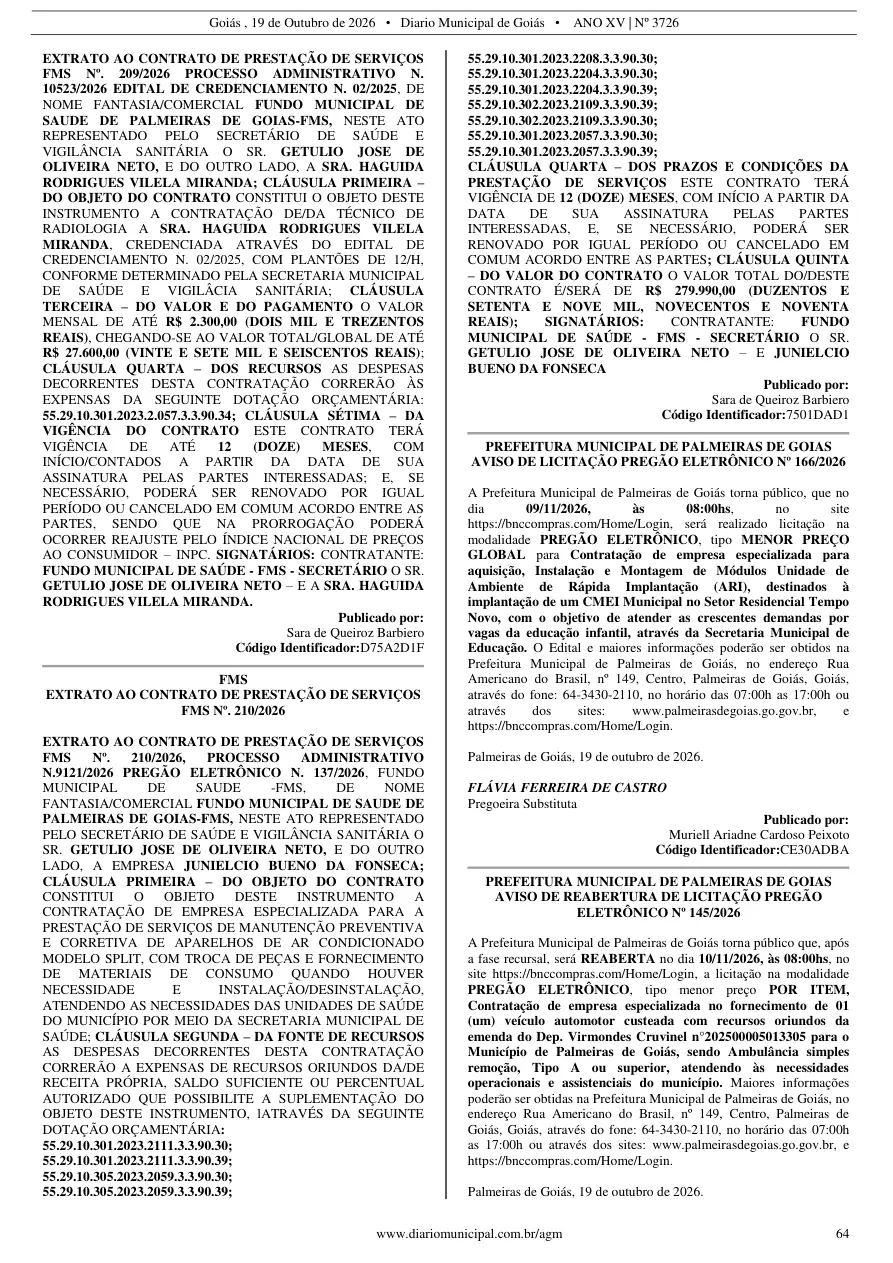 Goiás , 19 de Outubro de 2026 • Diario Municipal de Goiás • ANO XV | Nº 3726
EXTRATO AO CONTRATO DE PRESTAÇÃO DE SERVIÇOS
FMS Nº. 209/2026 PROCESSO ADMINISTRATIVO N.
10523/2026 EDITAL DE CREDENCIAMENTO N. 02/2025, DE
NOME FANTASIA/COMERCIAL FUNDO MUNICIPAL DE
SAUDE DE PALMEIRAS DE GOIAS-FMS, NESTE ATO
REPRESENTADO PELO SECRETÁRIO DE SAÚDE E
VIGILÂNCIA SANITÁRIA O SR. GETULIO JOSE DE
OLIVEIRA NETO, E DO OUTRO LADO, A SRA. HAGUIDA
RODRIGUES VILELA MIRANDA; CLÁUSULA PRIMEIRA –
DO OBJETO DO CONTRATO CONSTITUI O OBJETO DESTE
INSTRUMENTO A CONTRATAÇÃO DE/DA TÉCNICO DE
RADIOLOGIA A SRA. HAGUIDA RODRIGUES VILELA
MIRANDA, CREDENCIADA ATRAVÉS DO EDITAL DE
CREDENCIAMENTO N. 02/2025, COM PLANTÕES DE 12/H,
CONFORME DETERMINADO PELA SECRETARIA MUNICIPAL
DE SAÚDE E VIGILÂCIA SANITÁRIA; CLÁUSULA
TERCEIRA – DO VALOR E DO PAGAMENTO O VALOR
MENSAL DE ATÉ R$ 2.300,00 (DOIS MIL E TREZENTOS
REAIS), CHEGANDO-SE AO VALOR TOTAL/GLOBAL DE ATÉ
R$ 27.600,00 (VINTE E SETE MIL E SEISCENTOS REAIS);
CLÁUSULA QUARTA – DOS RECURSOS AS DESPESAS
DECORRENTES DESTA CONTRATAÇÃO CORRERÃO ÀS
EXPENSAS DA SEGUINTE DOTAÇÃO ORÇAMENTÁRIA:
55.29.10.301.2023.2.057.3.3.90.34; CLÁUSULA SÉTIMA – DA
VIGÊNCIA DO CONTRATO ESTE CONTRATO TERÁ
VIGÊNCIA DE ATÉ 12 (DOZE) MESES, COM
INÍCIO/CONTADOS A PARTIR DA DATA DE SUA
ASSINATURA PELAS PARTES INTERESSADAS; E, SE
NECESSÁRIO, PODERÁ SER RENOVADO POR IGUAL
PERÍODO OU CANCELADO EM COMUM ACORDO ENTRE AS
PARTES, SENDO QUE NA PRORROGAÇÃO PODERÁ
OCORRER REAJUSTE PELO ÍNDICE NACIONAL DE PREÇOS
AO CONSUMIDOR – INPC. SIGNATÁRIOS: CONTRATANTE:
FUNDO MUNICIPAL DE SAÚDE - FMS - SECRETÁRIO O SR.
GETULIO JOSE DE OLIVEIRA NETO – E A SRA. HAGUIDA
RODRIGUES VILELA MIRANDA.
Publicado por:
Sara de Queiroz Barbiero
Código Identificador:D75A2D1F
FMS
EXTRATO AO CONTRATO DE PRESTAÇÃO DE SERVIÇOS
FMS Nº. 210/2026
EXTRATO AO CONTRATO DE PRESTAÇÃO DE SERVIÇOS
FMS Nº. 210/2026, PROCESSO ADMINISTRATIVO
N.9121/2026 PREGÃO ELETRÔNICO N. 137/2026, FUNDO
MUNICIPAL DE SAUDE -FMS, DE NOME
FANTASIA/COMERCIAL FUNDO MUNICIPAL DE SAUDE DE
PALMEIRAS DE GOIAS-FMS, NESTE ATO REPRESENTADO
PELO SECRETÁRIO DE SAÚDE E VIGILÂNCIA SANITÁRIA O
SR. GETULIO JOSE DE OLIVEIRA NETO, E DO OUTRO
LADO, A EMPRESA JUNIELCIO BUENO DA FONSECA;
CLÁUSULA PRIMEIRA – DO OBJETO DO CONTRATO
CONSTITUI O OBJETO DESTE INSTRUMENTO A
CONTRATAÇÃO DE EMPRESA ESPECIALIZADA PARA A
PRESTAÇÃO DE SERVIÇOS DE MANUTENÇÃO PREVENTIVA
E CORRETIVA DE APARELHOS DE AR CONDICIONADO
MODELO SPLIT, COM TROCA DE PEÇAS E FORNECIMENTO
DE MATERIAIS DE CONSUMO QUANDO HOUVER
NECESSIDADE E INSTALAÇÃO/DESINSTALAÇÃO,
ATENDENDO AS NECESSIDADES DAS UNIDADES DE SAÚDE
DO MUNICÍPIO POR MEIO DA SECRETARIA MUNICIPAL DE
SAÚDE; CLÁUSULA SEGUNDA – DA FONTE DE RECURSOS
AS DESPESAS DECORRENTES DESTA CONTRATAÇÃO
CORRERÃO A EXPENSAS DE RECURSOS ORIUNDOS DA/DE
RECEITA PRÓPRIA, SALDO SUFICIENTE OU PERCENTUAL
AUTORIZADO QUE POSSIBILITE A SUPLEMENTAÇÃO DO
OBJETO DESTE INSTRUMENTO, lATRAVÉS DA SEGUINTE
DOTAÇÃO ORÇAMENTÁRIA:
55.29.10.301.2023.2111.3.3.90.30;
55.29.10.301.2023.2111.3.3.90.39;
55.29.10.305.2023.2059.3.3.90.30;
55.29.10.305.2023.2059.3.3.90.39;
55.29.10.301.2023.2208.3.3.90.30;
55.29.10.301.2023.2204.3.3.90.30;
55.29.10.301.2023.2204.3.3.90.39;
55.29.10.302.2023.2109.3.3.90.39;
55.29.10.302.2023.2109.3.3.90.30;
55.29.10.301.2023.2057.3.3.90.30;
55.29.10.301.2023.2057.3.3.90.39;
CLÁUSULA QUARTA – DOS PRAZOS E CONDIÇÕES DA
PRESTAÇÃO DE SERVIÇOS ESTE CONTRATO TERÁ
VIGÊNCIA DE 12 (DOZE) MESES, COM INÍCIO A PARTIR DA
DATA DE SUA ASSINATURA PELAS PARTES
INTERESSADAS, E, SE NECESSÁRIO, PODERÁ SER
RENOVADO POR IGUAL PERÍODO OU CANCELADO EM
COMUM ACORDO ENTRE AS PARTES; CLÁUSULA QUINTA
– DO VALOR DO CONTRATO O VALOR TOTAL DO/DESTE
CONTRATO É/SERÁ DE R$ 279.990,00 (DUZENTOS E
SETENTA E NOVE MIL, NOVECENTOS E NOVENTA
REAIS); SIGNATÁRIOS: CONTRATANTE: FUNDO
MUNICIPAL DE SAÚDE - FMS - SECRETÁRIO O SR.
GETULIO JOSE DE OLIVEIRA NETO – E JUNIELCIO
BUENO DA FONSECA
Publicado por:
Sara de Queiroz Barbiero
Código Identificador:7501DAD1
PREFEITURA MUNICIPAL DE PALMEIRAS DE GOIAS
AVISO DE LICITAÇÃO PREGÃO ELETRÔNICO Nº 166/2026
A Prefeitura Municipal de Palmeiras de Goiás torna público, que no
dia 09/11/2026, às 08:00hs, no site
https://bnccompras.com/Home/Login, será realizado licitação na
modalidade PREGÃO ELETRÔNICO, tipo MENOR PREÇO
GLOBAL para Contratação de empresa especializada para
aquisição, Instalação e Montagem de Módulos Unidade de
Ambiente de Rápida Implantação (ARI), destinados à
implantação de um CMEI Municipal no Setor Residencial Tempo
Novo, com o objetivo de atender as crescentes demandas por
vagas da educação infantil, através da Secretaria Municipal de
Educação. O Edital e maiores informações poderão ser obtidos na
Prefeitura Municipal de Palmeiras de Goiás, no endereço Rua
Americano do Brasil, nº 149, Centro, Palmeiras de Goiás, Goiás,
através do fone: 64-3430-2110, no horário das 07:00h as 17:00h ou
através dos sites: www.palmeirasdegoias.go.gov.br, e
https://bnccompras.com/Home/Login.
Palmeiras de Goiás, 19 de outubro de 2026.
FLÁVIA FERREIRA DE CASTRO
Pregoeira Substituta
Publicado por:
Muriell Ariadne Cardoso Peixoto
Código Identificador:CE30ADBA
PREFEITURA MUNICIPAL DE PALMEIRAS DE GOIAS
AVISO DE REABERTURA DE LICITAÇÃO PREGÃO
ELETRÔNICO Nº 145/2026
A Prefeitura Municipal de Palmeiras de Goiás torna público que, após
a fase recursal, será REABERTA no dia 10/11/2026, às 08:00hs, no
site https://bnccompras.com/Home/Login, a licitação na modalidade
PREGÃO ELETRÔNICO, tipo menor preço POR ITEM,
Contratação de empresa especializada no fornecimento de 01
(um) veículo automotor custeada com recursos oriundos da
emenda do Dep. Virmondes Cruvinel n°202500005013305 para o
Município de Palmeiras de Goiás, sendo Ambulância simples
remoção, Tipo A ou superior, atendendo às necessidades
operacionais e assistenciais do município. Maiores informações
poderão ser obtidas na Prefeitura Municipal de Palmeiras de Goiás, no
endereço Rua Americano do Brasil, nº 149, Centro, Palmeiras de
Goiás, Goiás, através do fone: 64-3430-2110, no horário das 07:00h
as 17:00h ou através dos sites: www.palmeirasdegoias.go.gov.br, e
https://bnccompras.com/Home/Login.
Palmeiras de Goiás, 19 de outubro de 2026.
www.diariomunicipal.com.br/agm 64